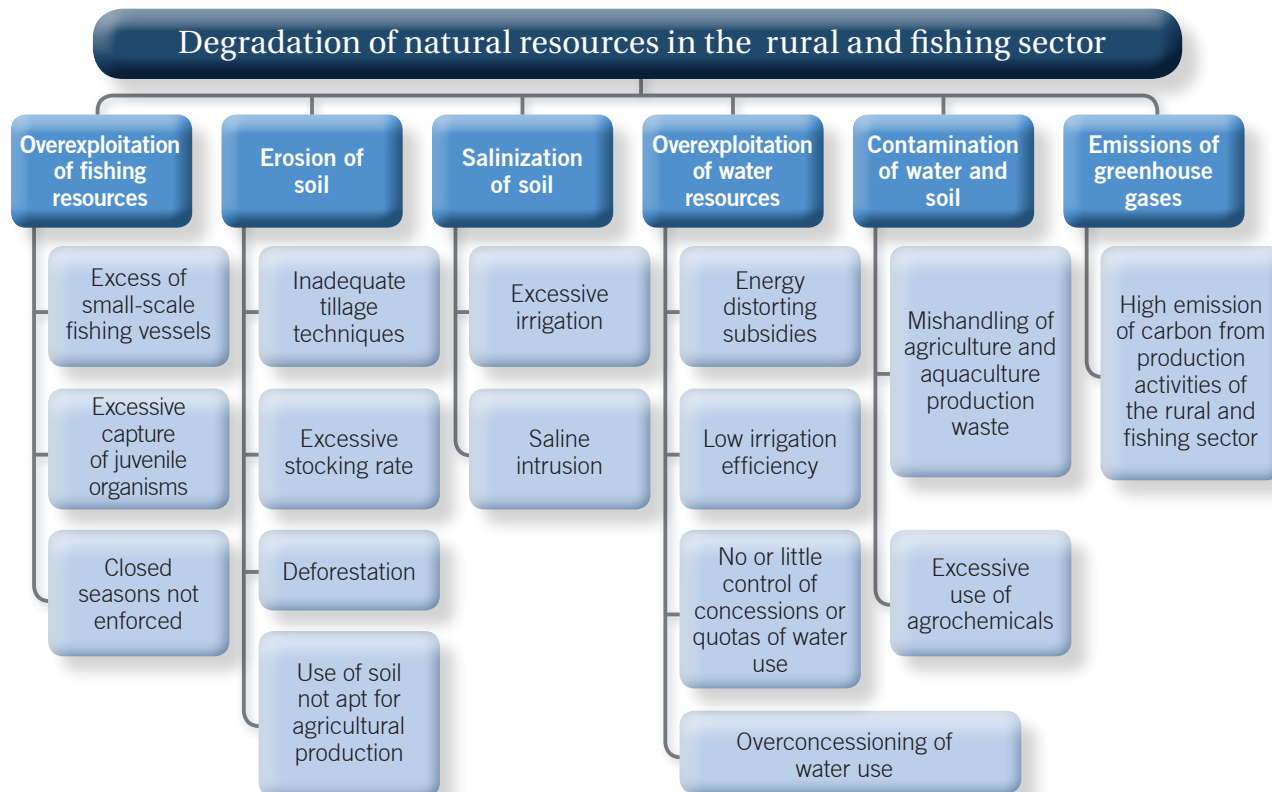 Degradation of natural resources in the rural and fishing sector
Overexploitation
of fishing
resources
Excess of
small-scale
fishing vessels
Excessive
capture
of juvenile
organisms
Closed
seasons not
enforced
Erosion of
soil
Inadequate
tillage
techniques
Excessive
stocking rate
Deforestation
Use of soil
not apt for
agricultural
production
Salinization
of soil
Excessive
irrigation
Saline
intrusion
Overexploitation
of water
resources
Energy
distorting
subsidies
Low irrigation
efficiency
No or little
control of
concessions or
quotas of water
use
Overconcessioning of
water use
Contamination
of water and
soil
Mishandling of
agriculture and
aquaculture
production
waste
Excessive
use of
agrochemicals
Emissions of
greenhouse
gases
High emission
of carbon from
production
activities of
the rural and
fishing sector